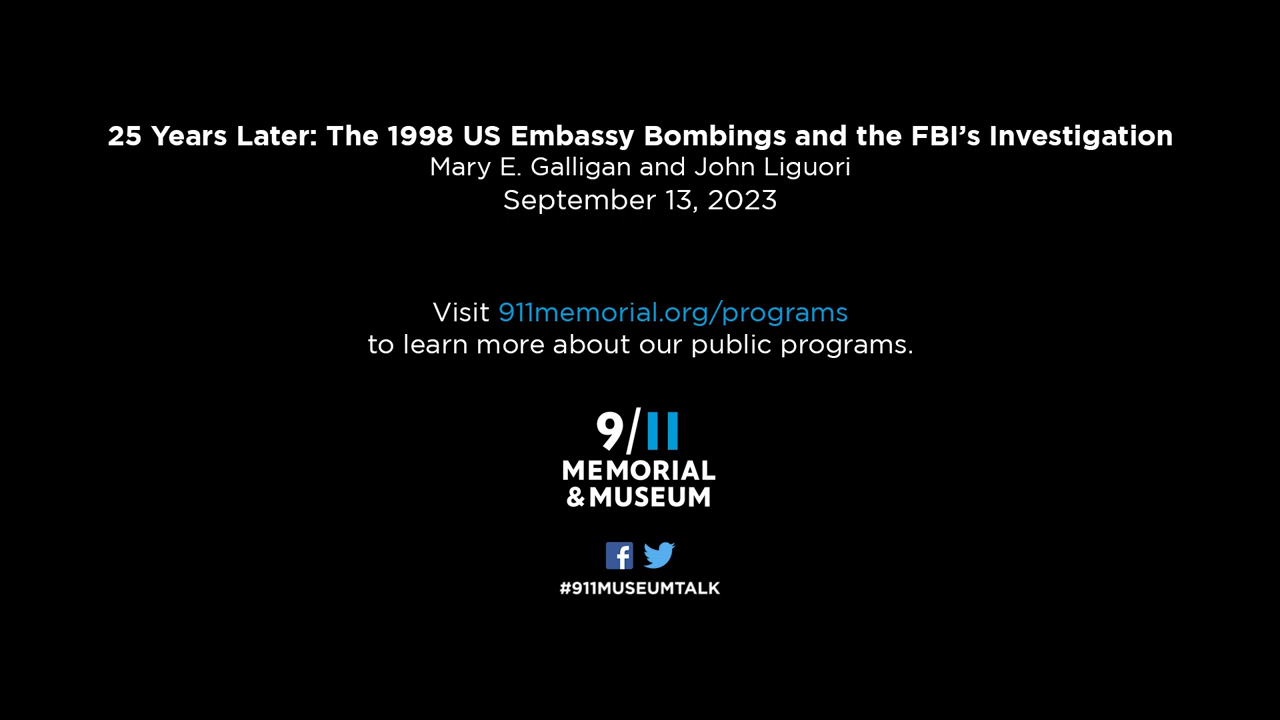 25 Years Later: The 1998 US Embassy Bombings and the FBI’s Investigation
Mary E. Galligan and John Liguori
September 13, 2023
Visit 911memorial.org/programs
to learn more about our public programs.
9/11
MEMORIAL
& MUSEUM
f
#911MUSEUMTALK